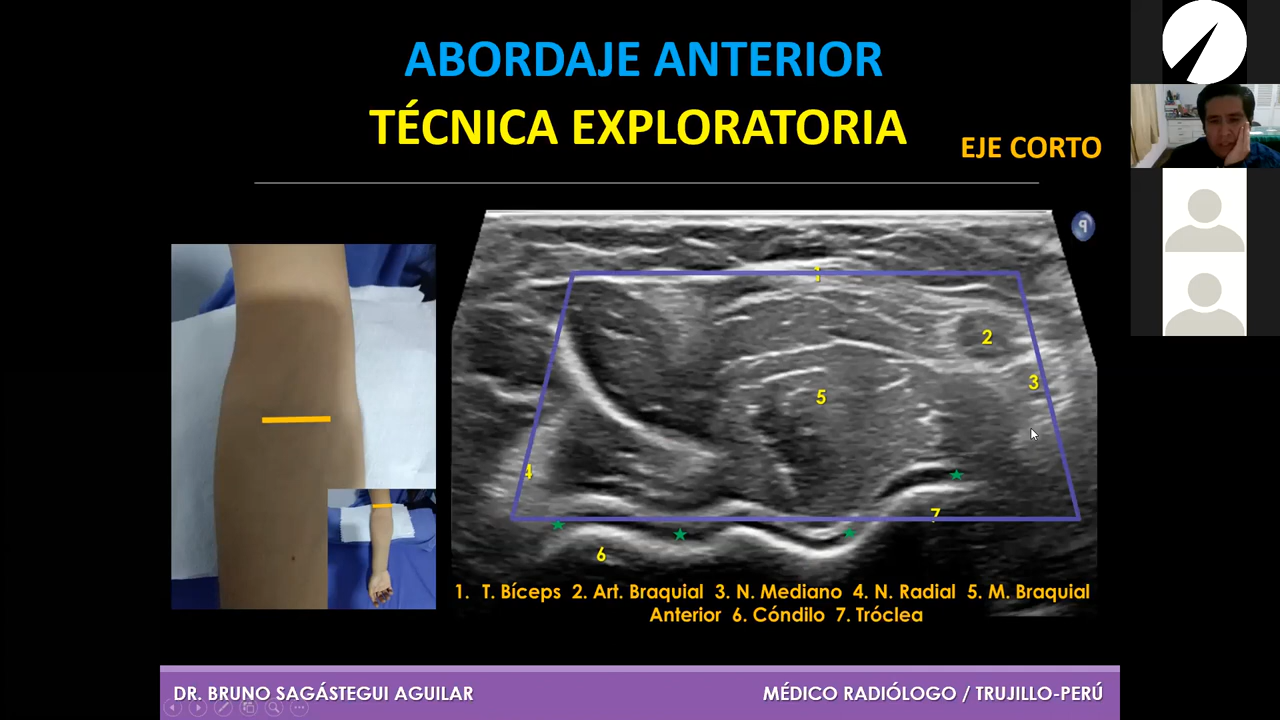 ABORDAJE ANTERIOR
TÉCNICA EXPLORATORIA
EJE CORTO
1
2
3
5
4
7
6
1. T. Bíceps 2. Art. Braquial 3. N. Mediano 4. N. Radial 5. M. Braquial
Anterior 6. Cóndilo 7. Tróclea
DR. BRUNO SAGÁSTEGUI AGUILAR
MÉDICO RADIÓLOGO / TRUJILLO-PERÚ